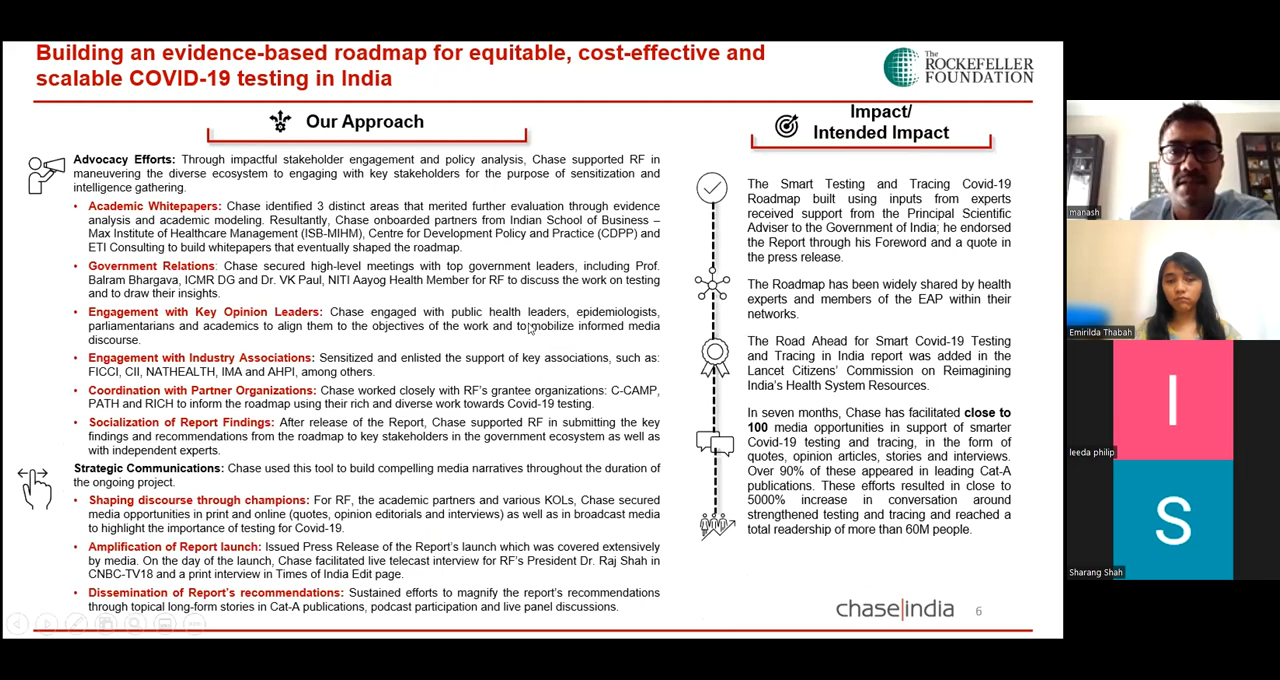 Building an evidence-based roadmap for equitable, cost-effective and
scalable COVID-19 testing in India
The
ROCKEFELLER
FOUNDATION
Our Approach
Advocacy Efforts: Through impactful stakeholder engagement and policy analysis, Chase supported RF in
maneuvering the diverse ecosystem to engaging with key stakeholders for the purpose of sensitization and
intelligence gathering.
• Academic Whitepapers: Chase identified 3 distinct areas that merited further evaluation through evidence
analysis and academic modeling. Resultantly, Chase onboarded partners from Indian School of Business –
Max Institute of Healthcare Management (ISB-MIHM), Centre for Development Policy and Practice (CDPP) and
ETI Consulting to build whitepapers that eventually shaped the roadmap.
• Government Relations: Chase secured high-level meetings with top government leaders, including Prof.
Balram Bhargava, ICMR DG and Dr. VK Paul, NITI Aayog Health Member for RF to discuss the work on testing
and to draw their insights.
• Engagement with Key Opinion Leaders: Chase engaged with public health leaders, epidemiologists,
parliamentarians and academics to align them to the objectives of the work and to mobilize informed media
discourse.
• Engagement with Industry Associations: Sensitized and enlisted the support of key associations, such as:
FICCI, CII, NATHEALTH, IMA and AHPI, among others.
• Coordination with Partner Organizations: Chase worked closely with RF's grantee organizations: C-CAMP,
PATH and RICH to inform the roadmap using their rich and diverse work towards Covid-19 testing.
• Socialization of Report Findings: After release of the Report, Chase supported RF in submitting the key
findings and recommendations from the roadmap to key stakeholders in the government ecosystem as well as
with independent experts.
Strategic Communications: Chase used this tool to build compelling media narratives throughout the duration of
the ongoing project.
• Shaping discourse through champions: For RF, the academic partners and various KOLs, Chase secured
media opportunities in print and online (quotes, opinion editorials and interviews) as well as in broadcast media
to highlight the importance of testing for Covid-19.
• Amplification of Report launch: Issued Press Release of the Report's launch which was covered extensively
by media. On the day of the launch, Chase facilitated live telecast interview for RF's President Dr. Raj Shah in
CNBC-TV18 and a print interview in Times of India Edit page.
• Dissemination of Report's recommendations: Sustained efforts to magnify the report's recommendations
through topical long-form stories in Cat-A publications, podcast participation and live panel discussions.
Impact/
Intended Impact
The Smart Testing and Tracing Covid-19
Roadmap built using inputs from experts
received support from the Principal Scientific
Adviser to the Government of India; he endorsed
the Report through his Foreword and a quote in
the press release.
The Roadmap has been widely shared by health
experts and members of the EAP within their
networks.
The Road Ahead for Smart Covid-19 Testing
and Tracing in India report was added in the
Lancet Citizens' Commission on Reimagining
India's Health System Resources.
In seven months, Chase has facilitated close to
100 media opportunities in support of smarter
Covid-19 testing and tracing, in the form of
quotes, opinion articles, stories and interviews.
Over 90% of these appeared in leading Cat-A
publications. These efforts resulted in close to
5000% increase in conversation around
strengthened testing and tracing and reached a
total readership of more than 60M people.
chase|india
6
manash
Emirilda Thabah
I
leeda philip
S
Sharang Shah